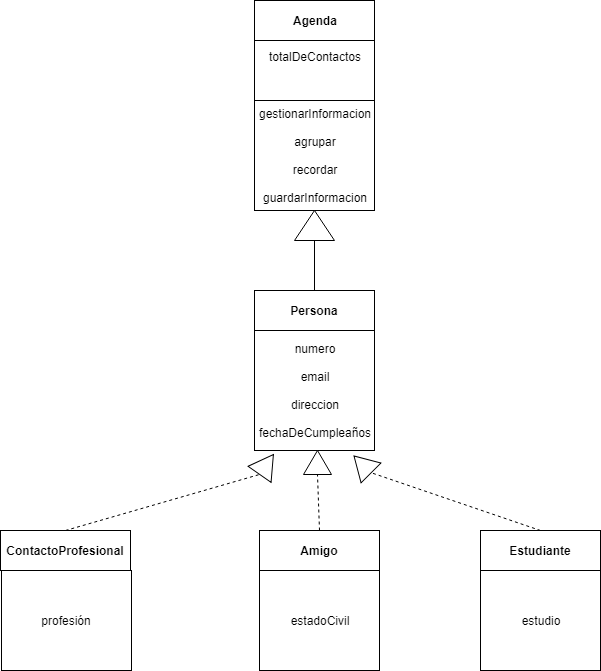 Agenda
totalDeContactos
gestionarInformacion
agrupar
recordar
guardarInformacion
Persona
numero
email
direccion
fechaDeCumpleaños
ContactoProfesional
profesión
Amigo
estadoCivil
Estudiante
estudio